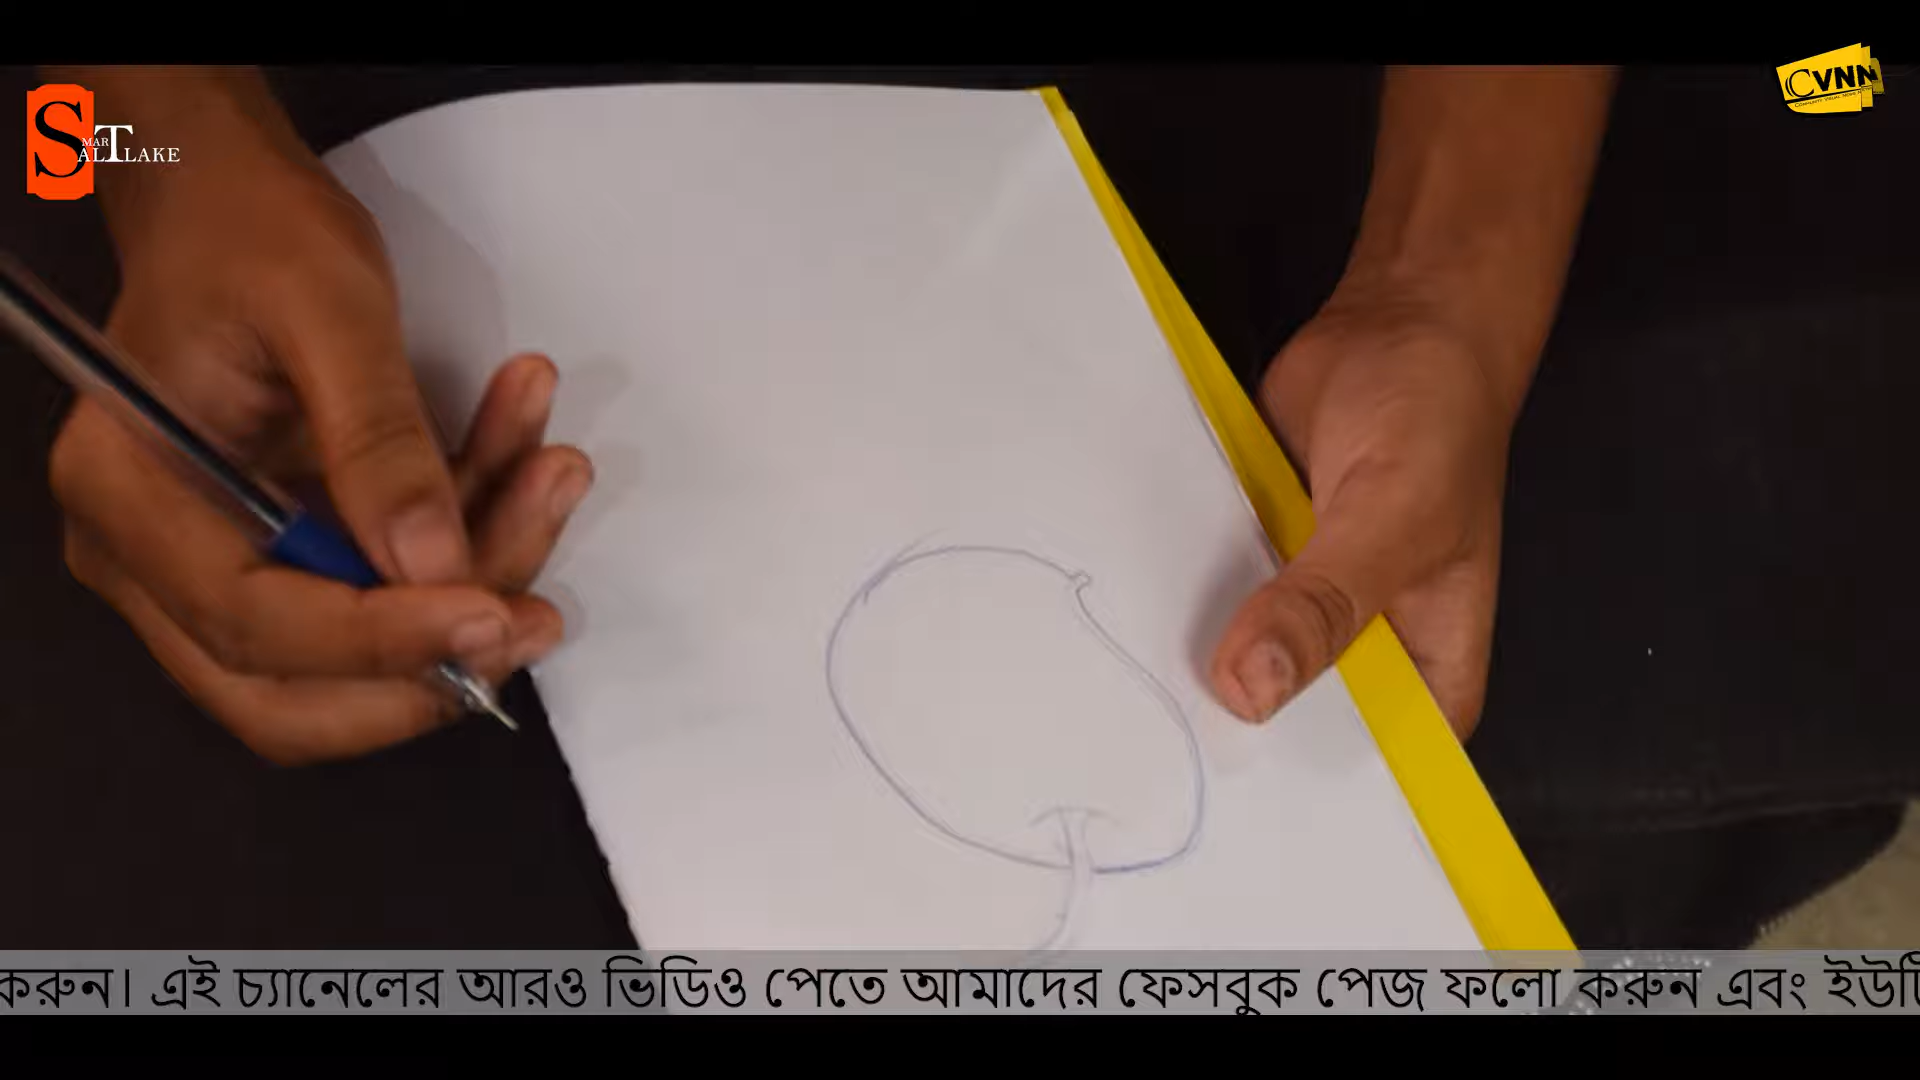 SMART
SALTLAKE
CVNN
করুন। এই চ্যানেলের আরও ভিডিও পেতে আমাদের ফেসবুক পেজ ফলো করুন এবং